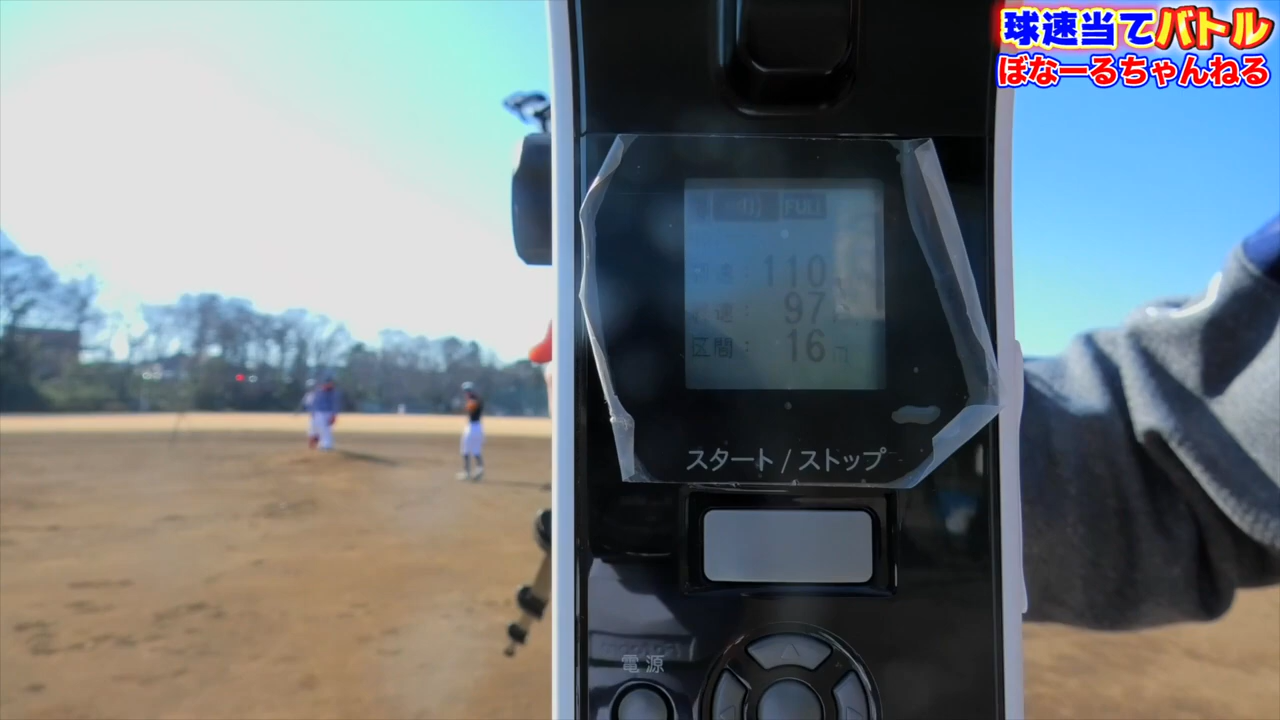 球速当てバトル
ぼなーるちゃんねる
FULL
初速: 110
終速: 97
区間: 16m
スタート/ストップ
電源